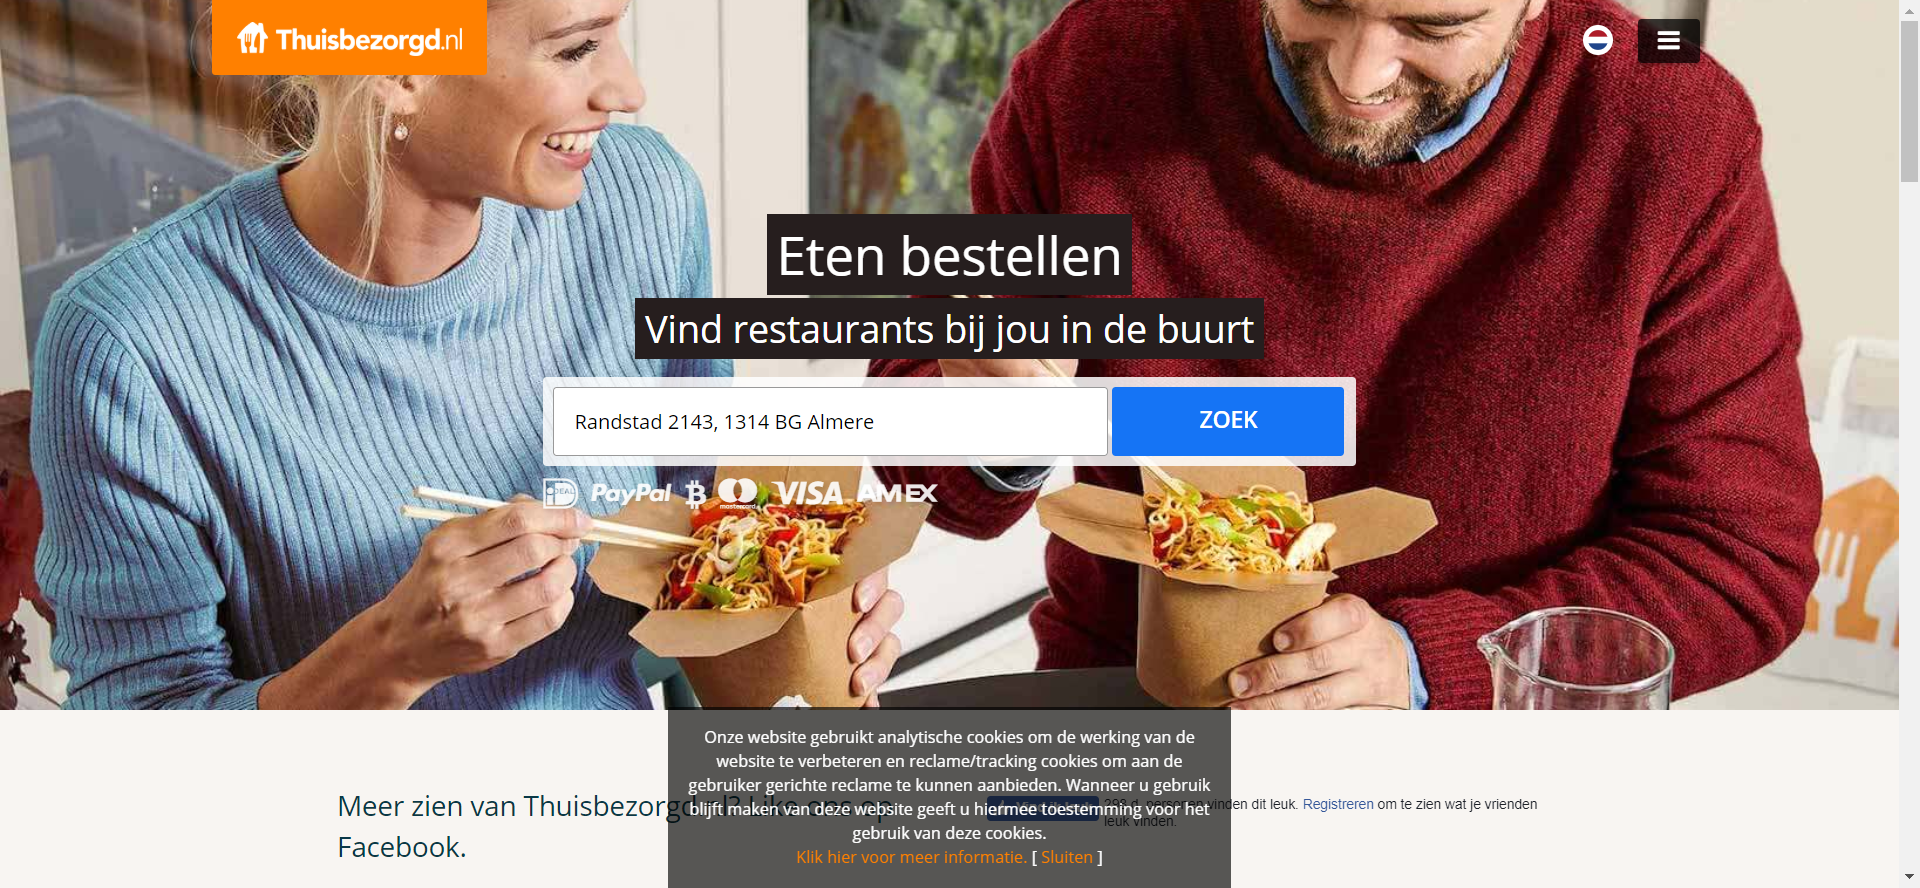 Thuisbezorgd.nl
Eten bestellen
Vind restaurants bij jou in de buurt
Randstad 2143, 1314 BG Almere
ZOEK
iDEAL PayPal mastercard VISA AMEX
Onze website gebruikt analytische cookies om de werking van de
website te verbeteren en reclame/tracking cookies om aan de
gebruiker gerichte reclame te kunnen aanbieden. Wanneer u gebruik
blijft maken van deze website geeft u hiermee toestemming voor het
gebruik van deze cookies.
Klik hier voor meer informatie. [ Sluiten ]
Meer zien van Thuisbezorgd.nl? Like ons op
Facebook.
293 d. personen vinden dit leuk. Registreren om te zien wat je vrienden
leuk vinden.